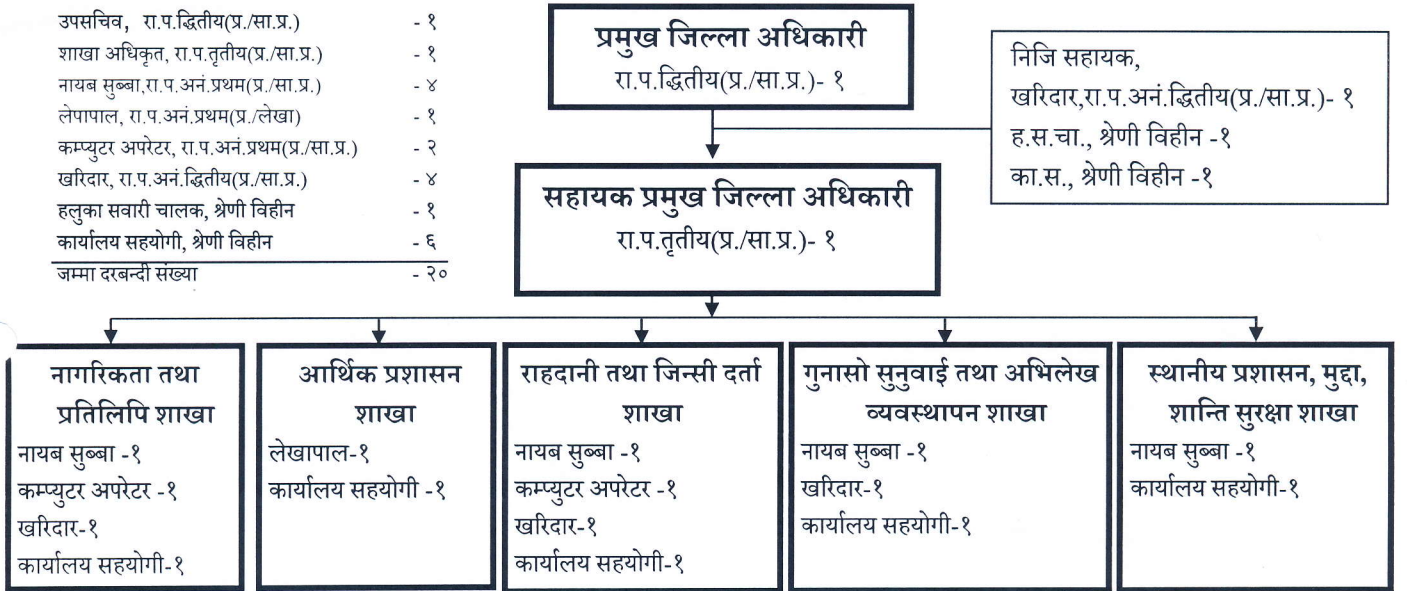 उपसचिव, रा.प.द्धितीय(प्र./सा.प्र.) - १
शाखा अधिकृत, रा.प.तृतीय(प्र./सा.प्र.) - १
नायब सुब्बा,रा.प.अनं.प्रथम(प्र./सा.प्र.) - ४
लेपापाल, रा.प.अनं.प्रथम(प्र./लेखा) - १
कम्प्युटर अपरेटर, रा.प.अनं.प्रथम(प्र./सा.प्र.) - २
खरिदार, रा.प.अनं.द्धितीय(प्र./सा.प्र.) - ४
हलुका सवारी चालक, श्रेणी विहीन - १
कार्यालय सहयोगी, श्रेणी विहीन - ६
जम्मा दरबन्दी संख्या - २०
प्रमुख जिल्ला अधिकारी
रा.प.द्धितीय(प्र./सा.प्र.)- १
निजि सहायक,
खरिदार,रा.प.अनं.द्धितीय(प्र./सा.प्र.)- १
ह.स.चा., श्रेणी विहीन -१
का.स., श्रेणी विहीन -१
सहायक प्रमुख जिल्ला अधिकारी
रा.प.तृतीय(प्र./सा.प्र.)- १
नागरिकता तथा
प्रतिलिपि शाखा
नायब सुब्बा -१
कम्प्युटर अपरेटर -१
खरिदार-१
कार्यालय सहयोगी-१
आर्थिक प्रशासन
शाखा
लेखापाल-१
कार्यालय सहयोगी -१
राहदानी तथा जिन्सी दर्ता
शाखा
नायब सुब्बा -१
कम्प्युटर अपरेटर -१
खरिदार-१
कार्यालय सहयोगी-१
गुनासो सुनुवाई तथा अभिलेख
व्यवस्थापन शाखा
नायब सुब्बा -१
खरिदार-१
कार्यालय सहयोगी-१
स्थानीय प्रशासन, मुद्दा,
शान्ति सुरक्षा शाखा
नायब सुब्बा -१
कार्यालय सहयोगी-१